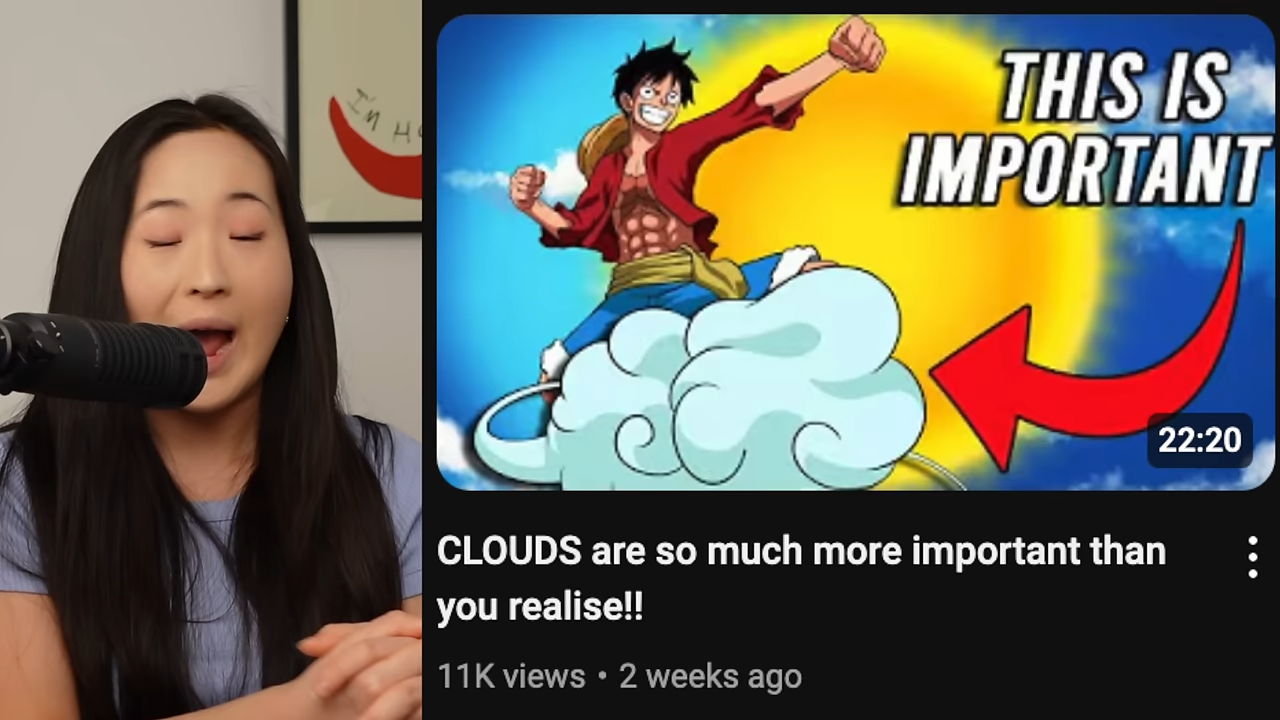 I'm
THIS IS
IMPORTANT
22:20
CLOUDS are so much more important than
you realise!!
11K views • 2 weeks ago